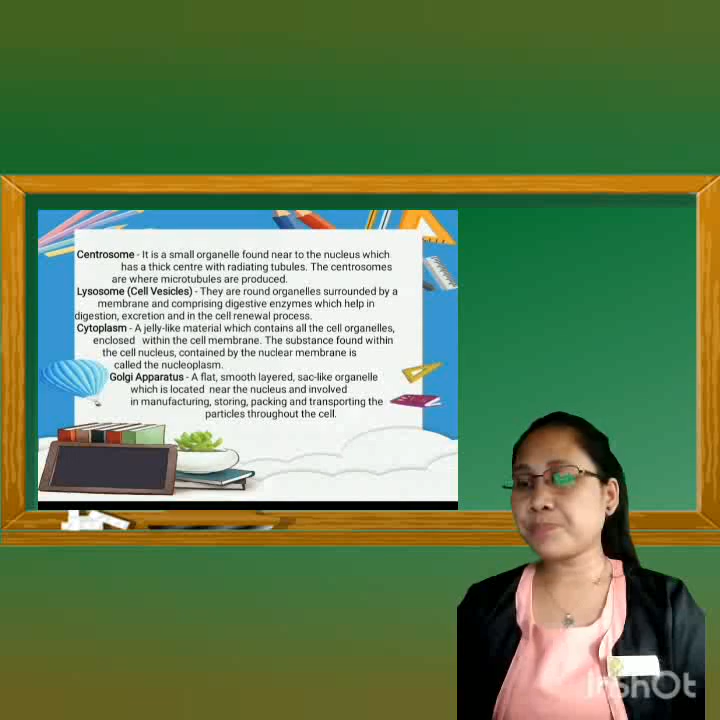 Centrosome - It is a small organelle found near to the nucleus which
has a thick centre with radiating tubules. The centrosomes
are where microtubules are produced.
Lysosome (Cell Vesicles) - They are round organelles surrounded by a
membrane and comprising digestive enzymes which help in
digestion, excretion and in the cell renewal process.
Cytoplasm - A jelly-like material which contains all the cell organelles,
enclosed within the cell membrane. The substance found within
the cell nucleus, contained by the nuclear membrane is
called the nucleoplasm.
Golgi Apparatus - A flat, smooth layered, sac-like organelle
which is located near the nucleus and involved
in manufacturing, storing, packing and transporting the
particles throughout the cell.
InShOt